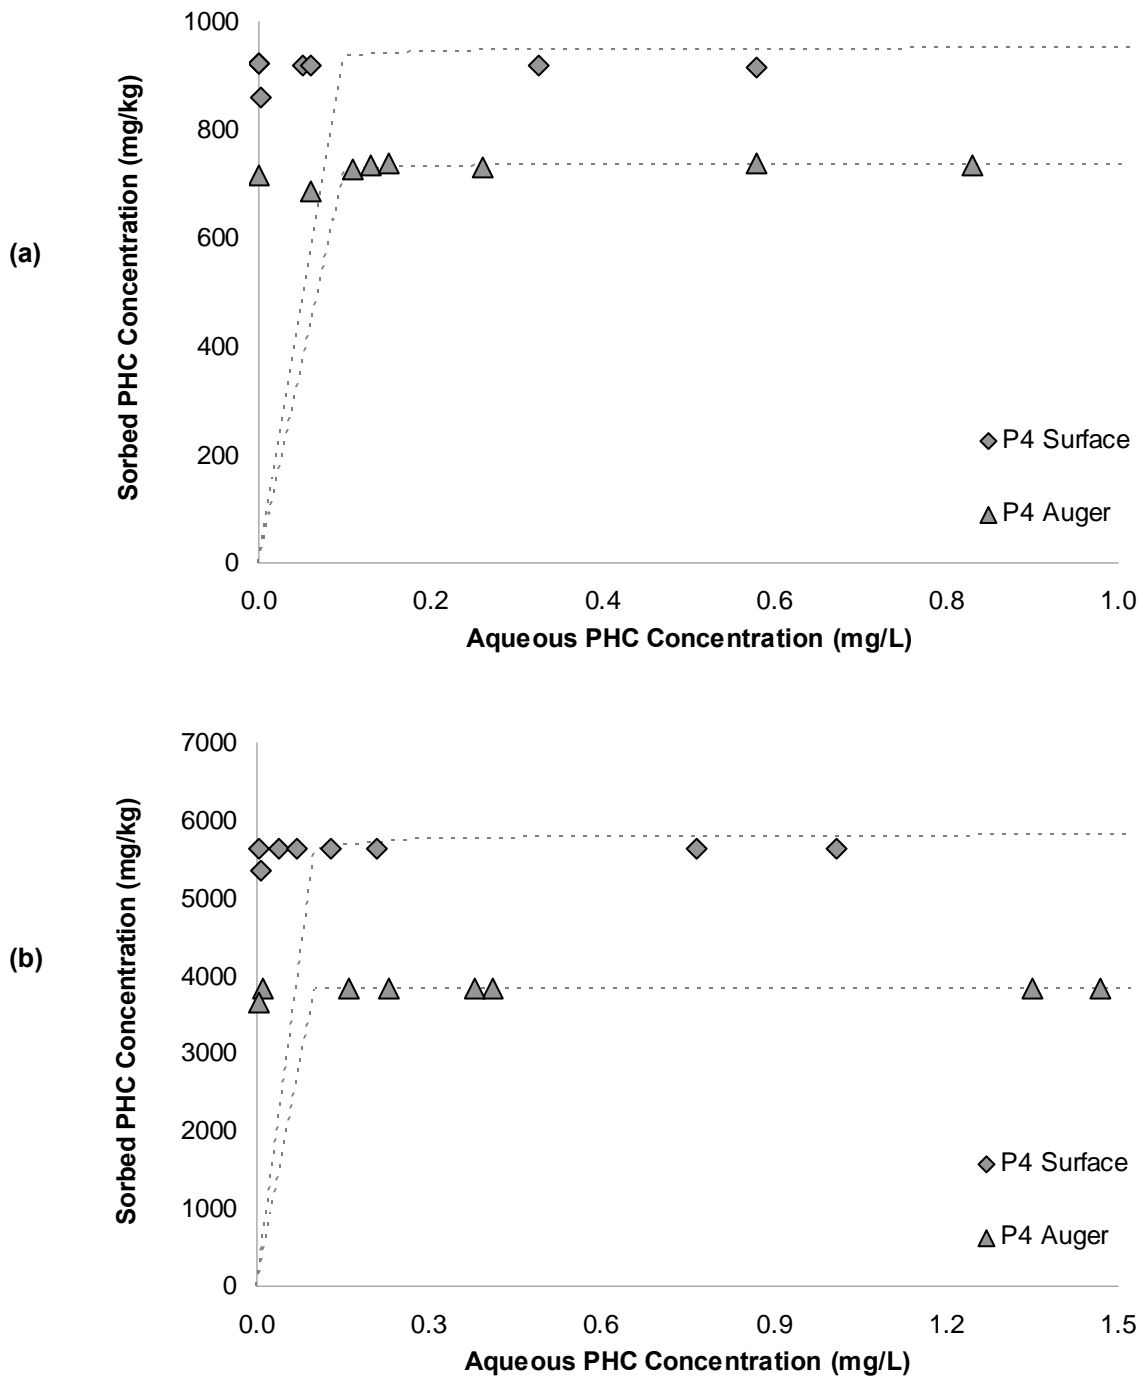 (a)
Sorbed PHC Concentration (mg/kg)
1000
800
600
400
200
0
0.0 0.2 0.4 0.6 0.8 1.0
Aqueous PHC Concentration (mg/L)
P4 Surface
P4 Auger
(b)
Sorbed PHC Concentration (mg/kg)
7000
6000
5000
4000
3000
2000
1000
0
0.0 0.3 0.6 0.9 1.2 1.5
Aqueous PHC Concentration (mg/L)
P4 Surface
P4 Auger